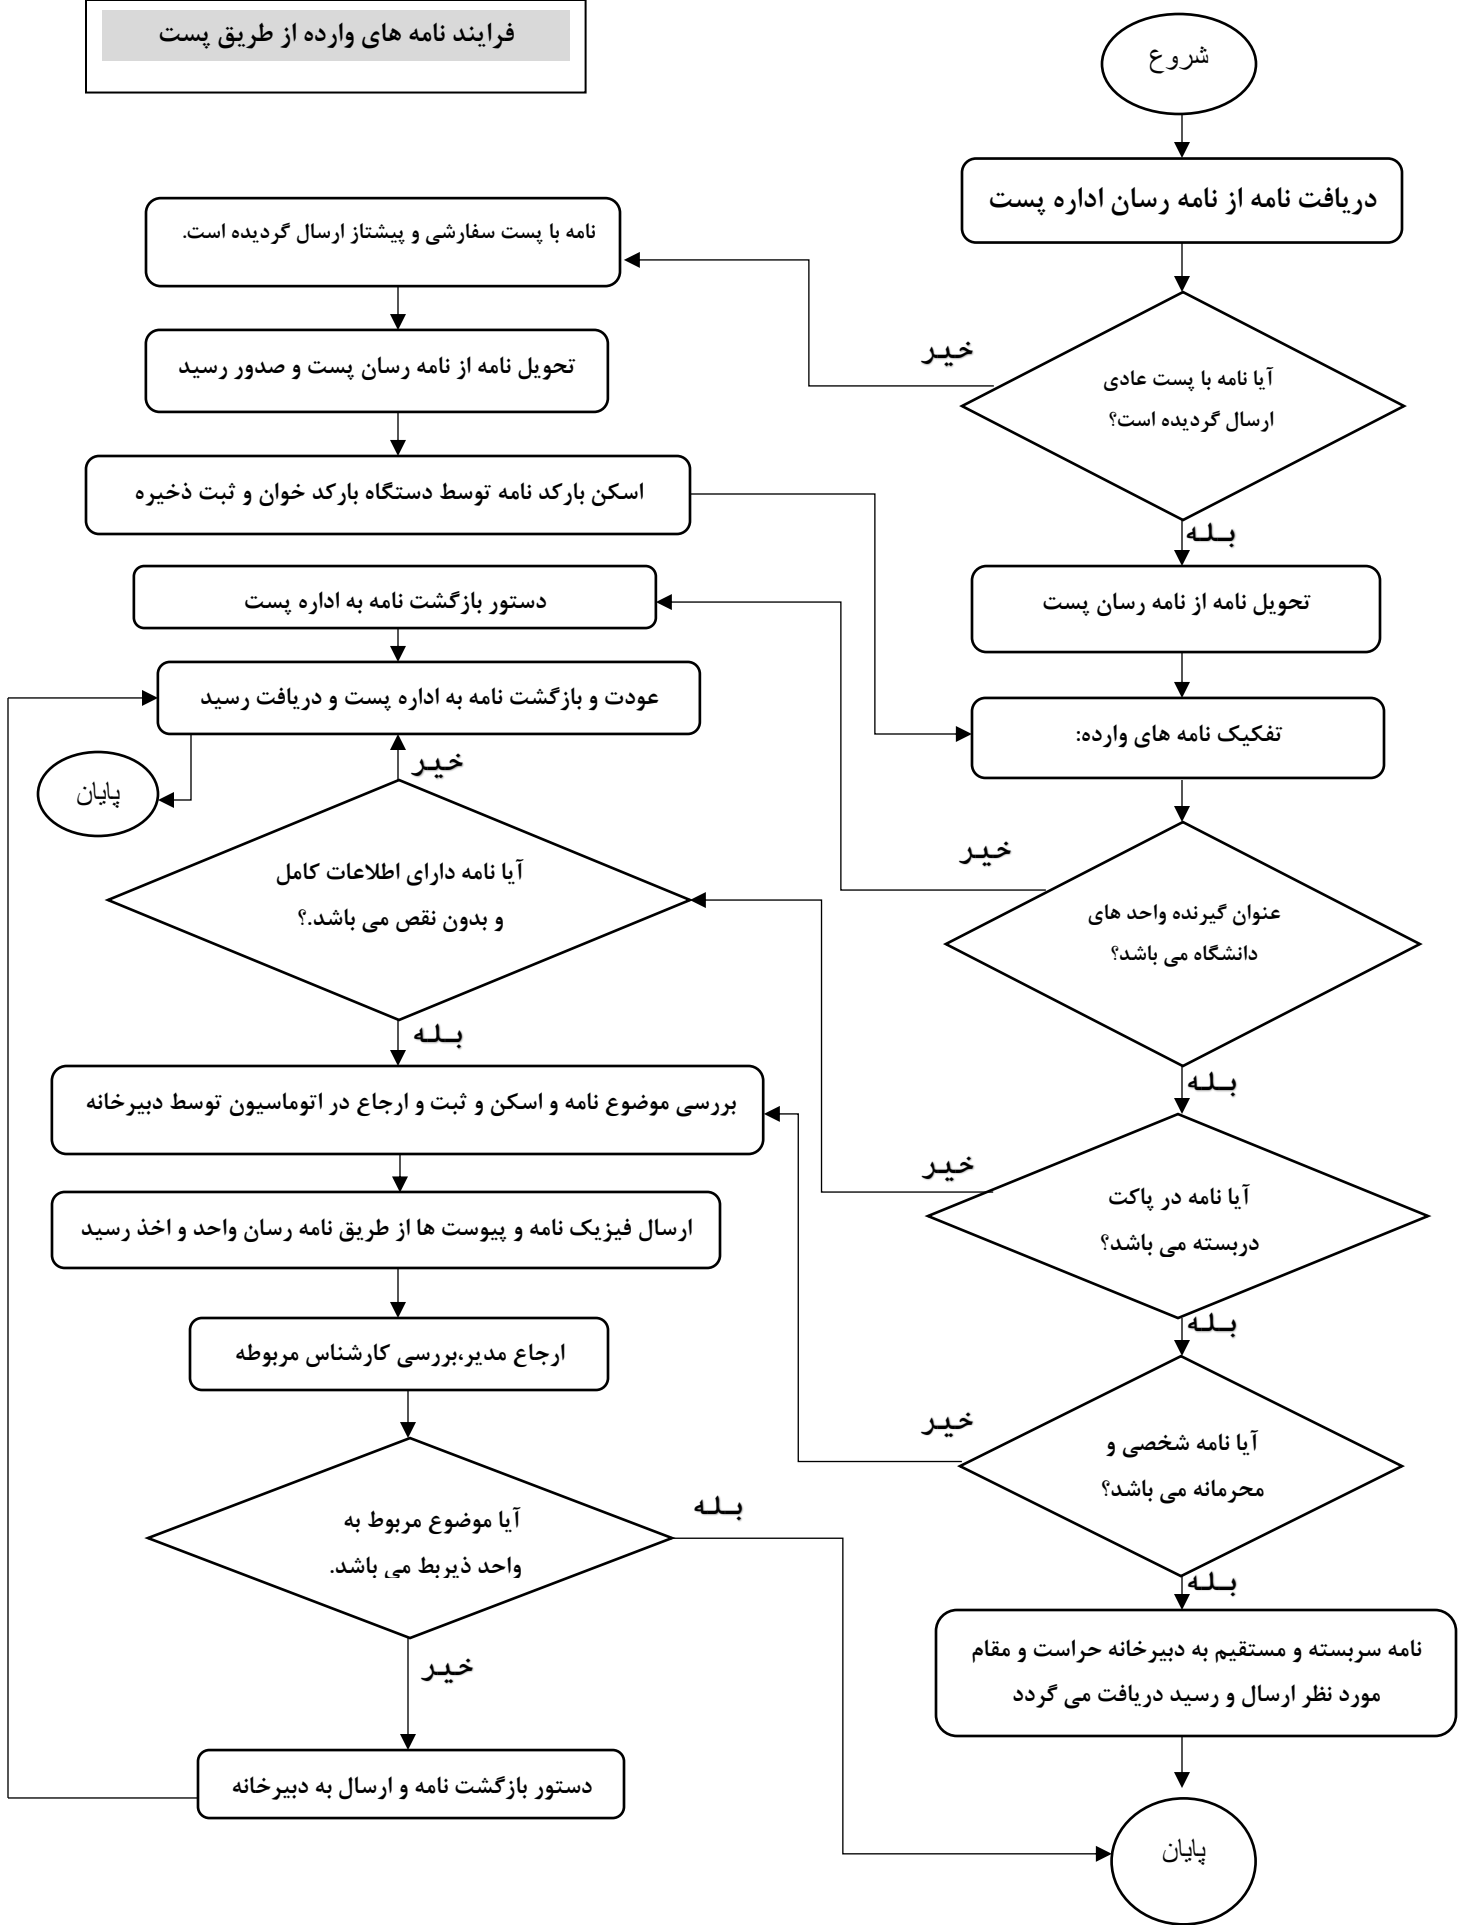 فرایند نامه های وارده از طریق پست
شروع
دریافت نامه از نامه رسان اداره پست
آیا نامه با پست عادی
ارسال گردیده است؟
خیر
بله
نامه با پست سفارشی و پیشتاز ارسال گردیده است.
تحویل نامه از نامه رسان پست و صدور رسید
اسکن بارکد نامه توسط دستگاه بارکد خوان و ثبت ذخیره
تحویل نامه از نامه رسان پست
تفکیک نامه های وارده:
عنوان گیرنده واحد های
دانشگاه می باشد؟
خیر
بله
دستور بازگشت نامه به اداره پست
عودت و بازگشت نامه به اداره پست و دریافت رسید
پایان
خیر
آیا نامه دارای اطلاعات کامل
و بدون نقص می باشد.؟
بله
آیا نامه در پاکت
دربسته می باشد؟
خیر
بله
بررسی موضوع نامه و اسکن و ثبت و ارجاع در اتوماسیون توسط دبیرخانه
ارسال فیزیک نامه و پیوست ها از طریق نامه رسان واحد و اخذ رسید
ارجاع مدیر،بررسی کارشناس مربوطه
آیا نامه شخصی و
محرمانه می باشد؟
خیر
بله
آیا موضوع مربوط به
واحد ذیربط می باشد.
بله
خیر
نامه سربسته و مستقیم به دبیرخانه حراست و مقام
مورد نظر ارسال و رسید دریافت می گردد
دستور بازگشت نامه و ارسال به دبیرخانه
پایان